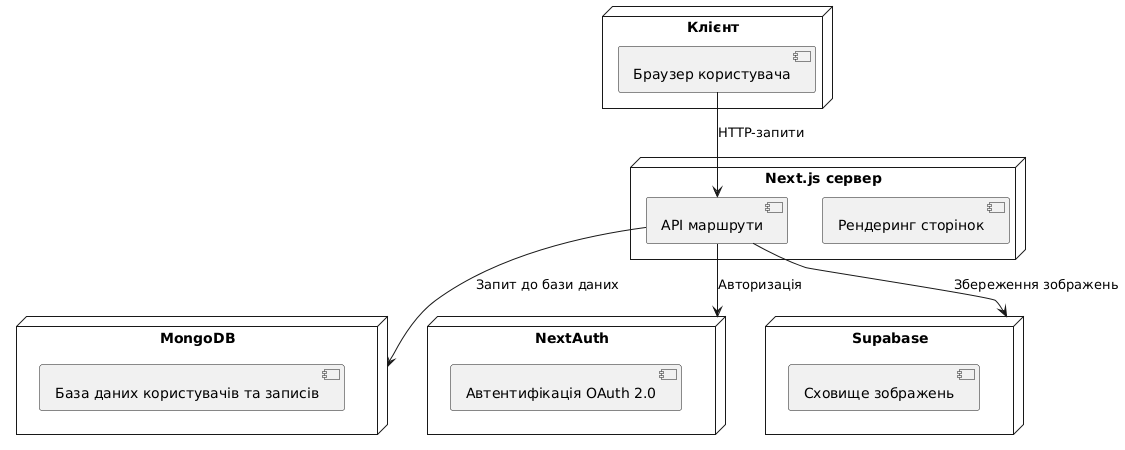 Клієнт
Браузер користувача
HTTP-запити
Next.js сервер
API маршрути
Рендеринг сторінок
Запит до бази даних
Авторизація
Збереження зображень
MongoDB
База даних користувачів та записів
NextAuth
Автентифікація OAuth 2.0
Supabase
Сховище зображень